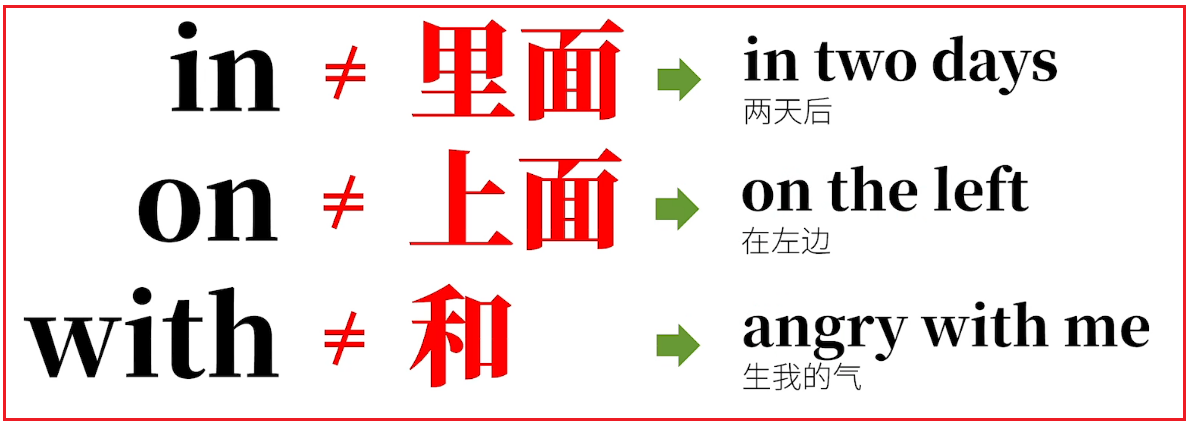 in ≠ 里面 in two days
两天后
on ≠ 上面 on the left
在左边
with ≠ 和 angry with me
生我的气